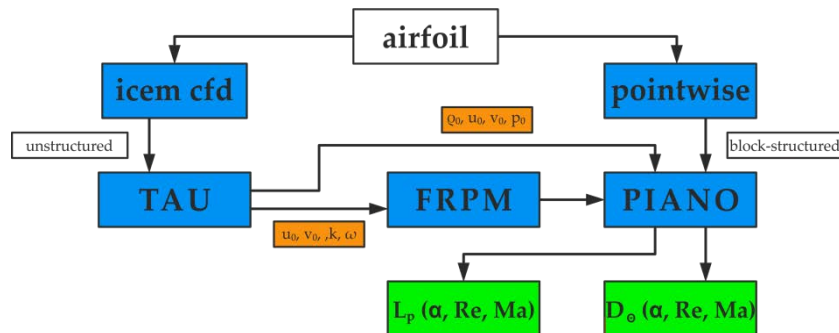 airfoil
icem cfd
pointwise
ϱ₀, u₀, v₀, p₀
unstructured
block-structured
TAU
FRPM
PIANO
u₀, v₀, ,k, ω
Lₚ (α, Re, Ma)
D_Θ (α, Re, Ma)